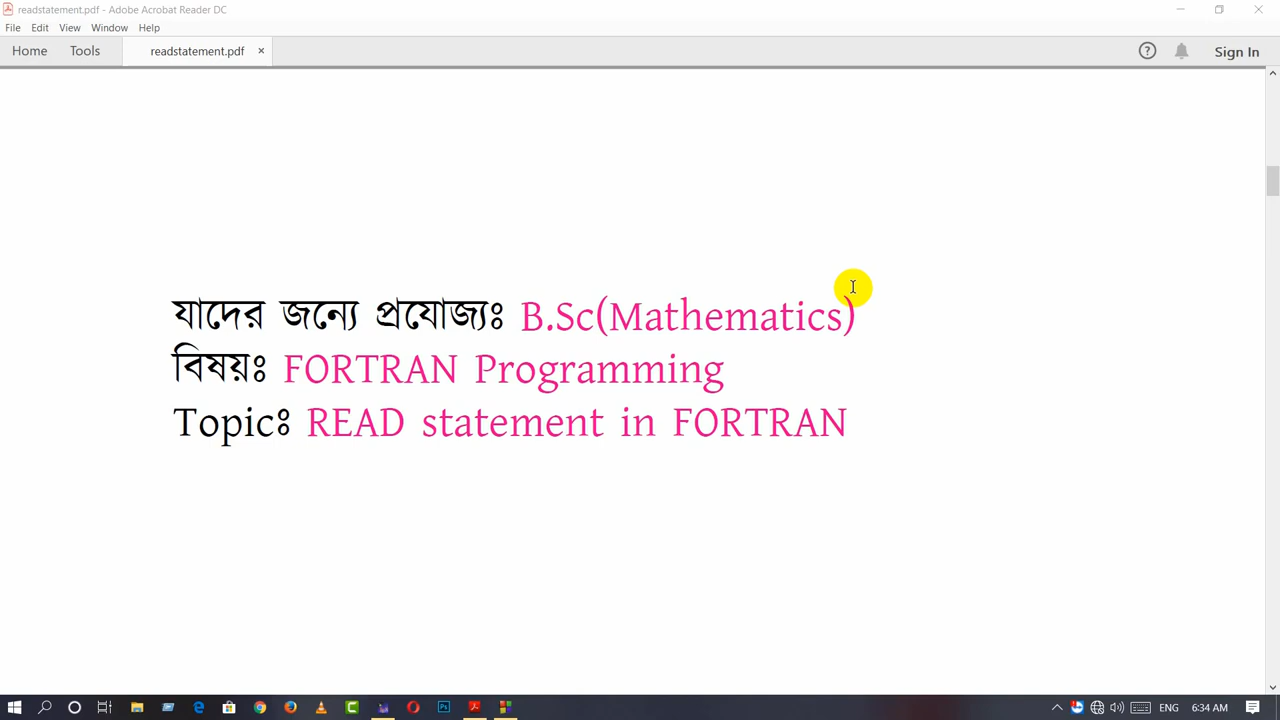 readstatement.pdf - Adobe Acrobat Reader DC
File Edit View Window Help
Home Tools readstatement.pdf × Sign In
যাদের জন্যে প্রযোজ্যঃ B.Sc(Mathematics)
বিষয়ঃ FORTRAN Programming
Topicঃ READ statement in FORTRAN
ENG 6:34 AM